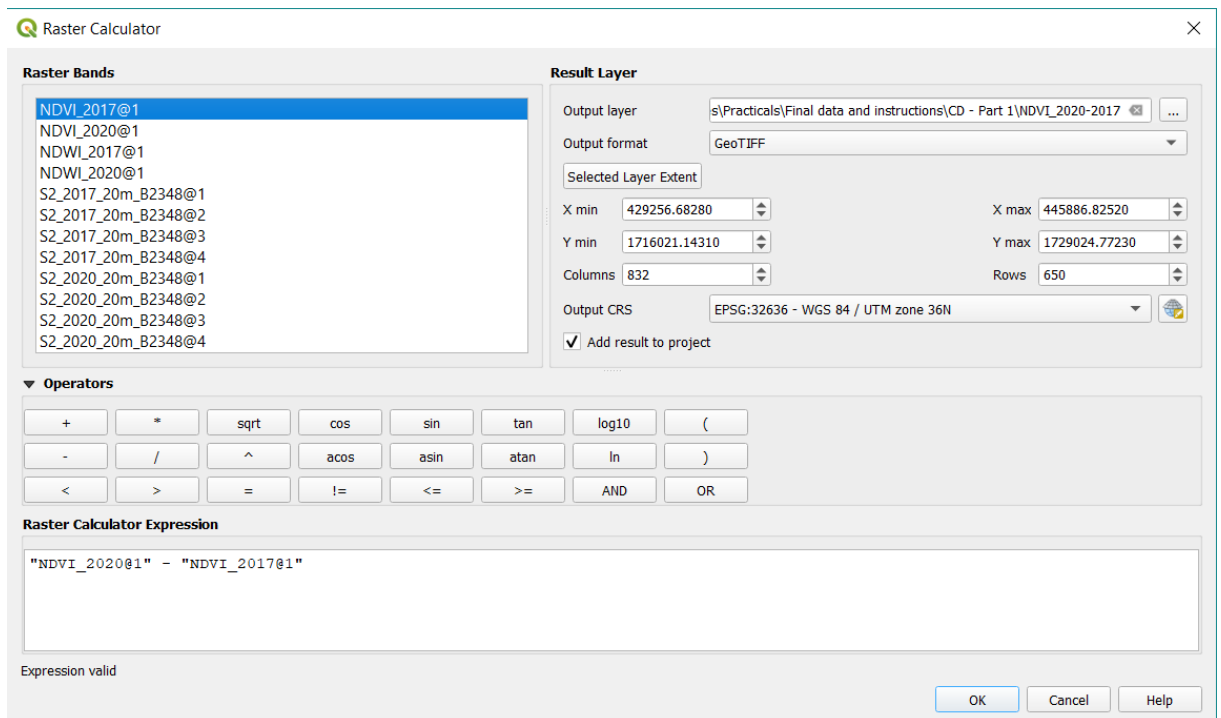 Raster Calculator
Raster Bands
NDVI_2017@1
NDVI_2020@1
NDWI_2017@1
NDWI_2020@1
S2_2017_20m_B2348@1
S2_2017_20m_B2348@2
S2_2017_20m_B2348@3
S2_2017_20m_B2348@4
S2_2020_20m_B2348@1
S2_2020_20m_B2348@2
S2_2020_20m_B2348@3
S2_2020_20m_B2348@4
Result Layer
Output layer s\Practicals\Final data and instructions\CD - Part 1\NDVI_2020-2017 ...
Output format GeoTIFF
Selected Layer Extent
X min 429256.68280 X max 445886.82520
Y min 1716021.14310 Y max 1729024.77230
Columns 832 Rows 650
Output CRS EPSG:32636 - WGS 84 / UTM zone 36N
Add result to project
Operators
+ * sqrt cos sin tan log10 (
- / ^ acos asin atan ln )
< > = != <= >= AND OR
Raster Calculator Expression
"NDVI_2020@1" - "NDVI_2017@1"
Expression valid
OK Cancel Help